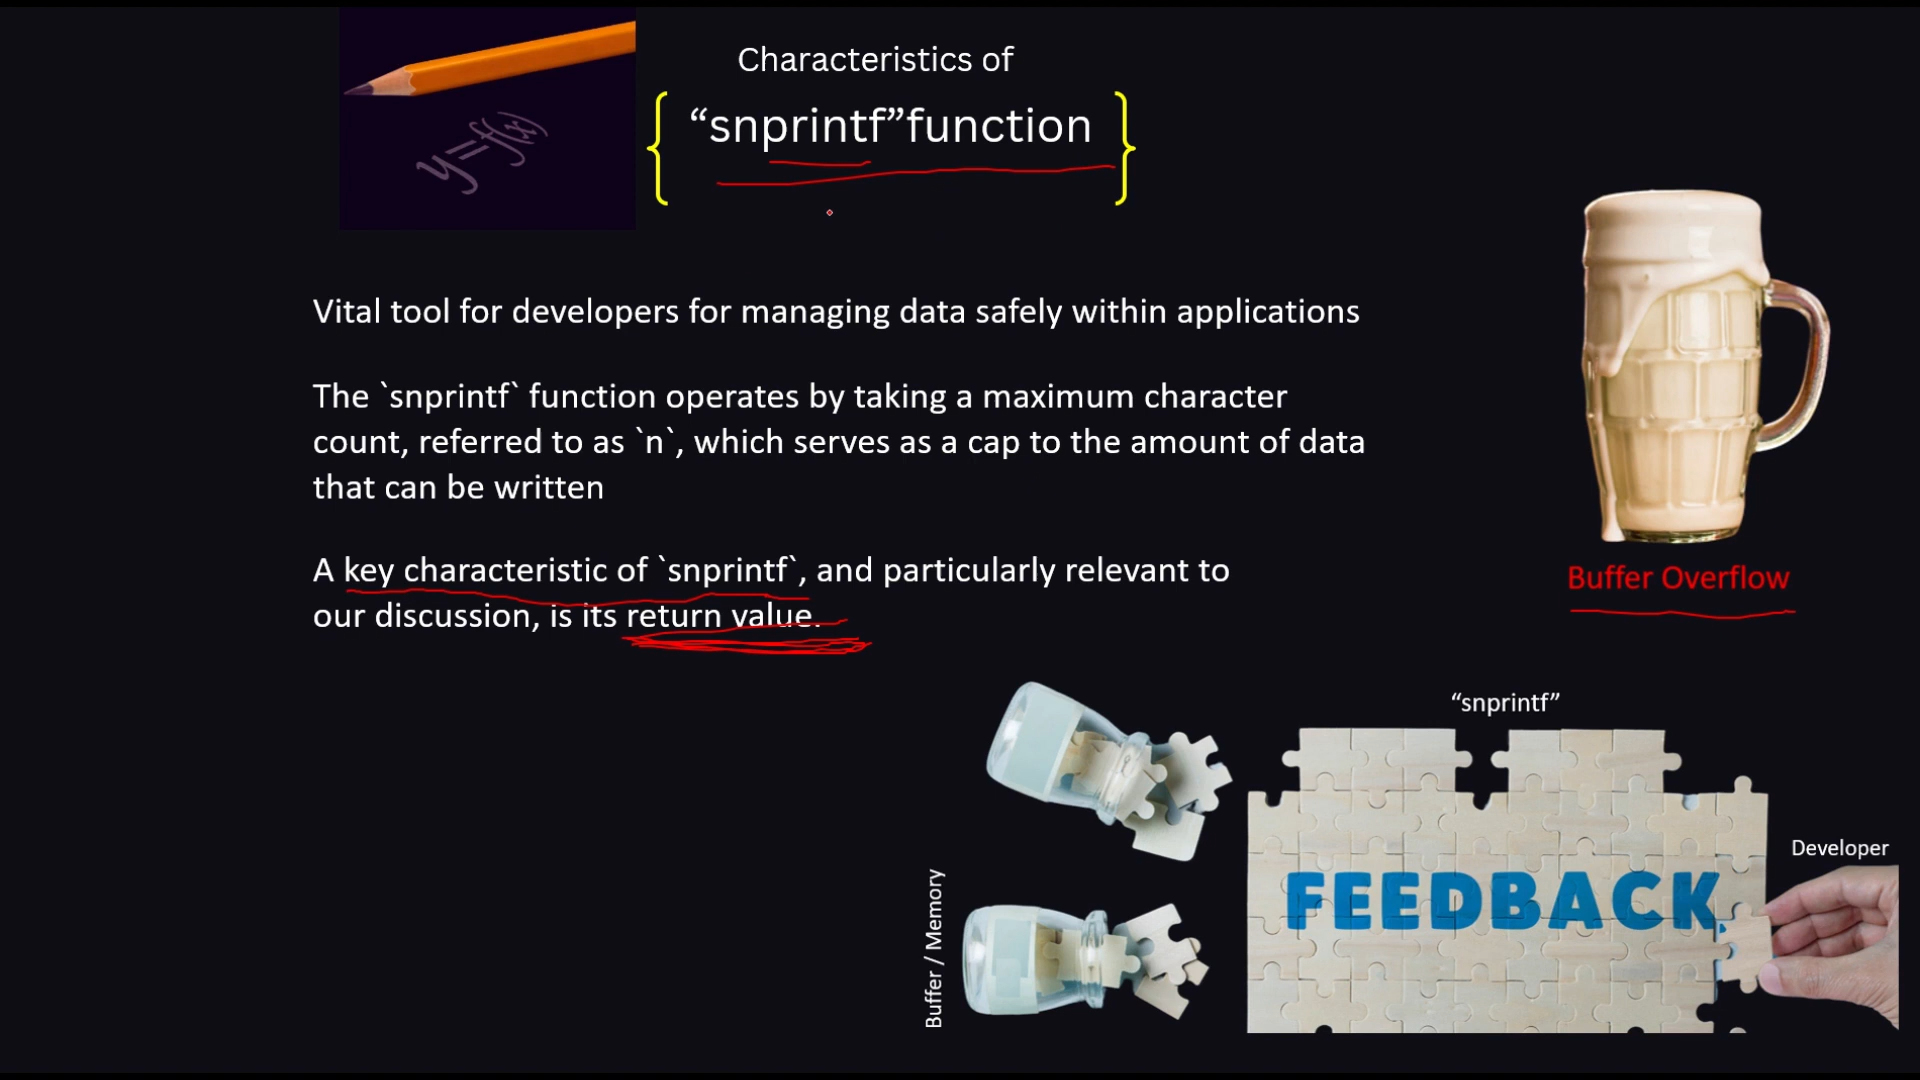 Characteristics of
“snprintf”function
y=f(x)
Vital tool for developers for managing data safely within applications
The `snprintf` function operates by taking a maximum character
count, referred to as `n`, which serves as a cap to the amount of data
that can be written
A key characteristic of `snprintf`, and particularly relevant to
our discussion, is its return value.
Buffer Overflow
“snprintf”
Developer
FEEDBACK
Buffer / Memory